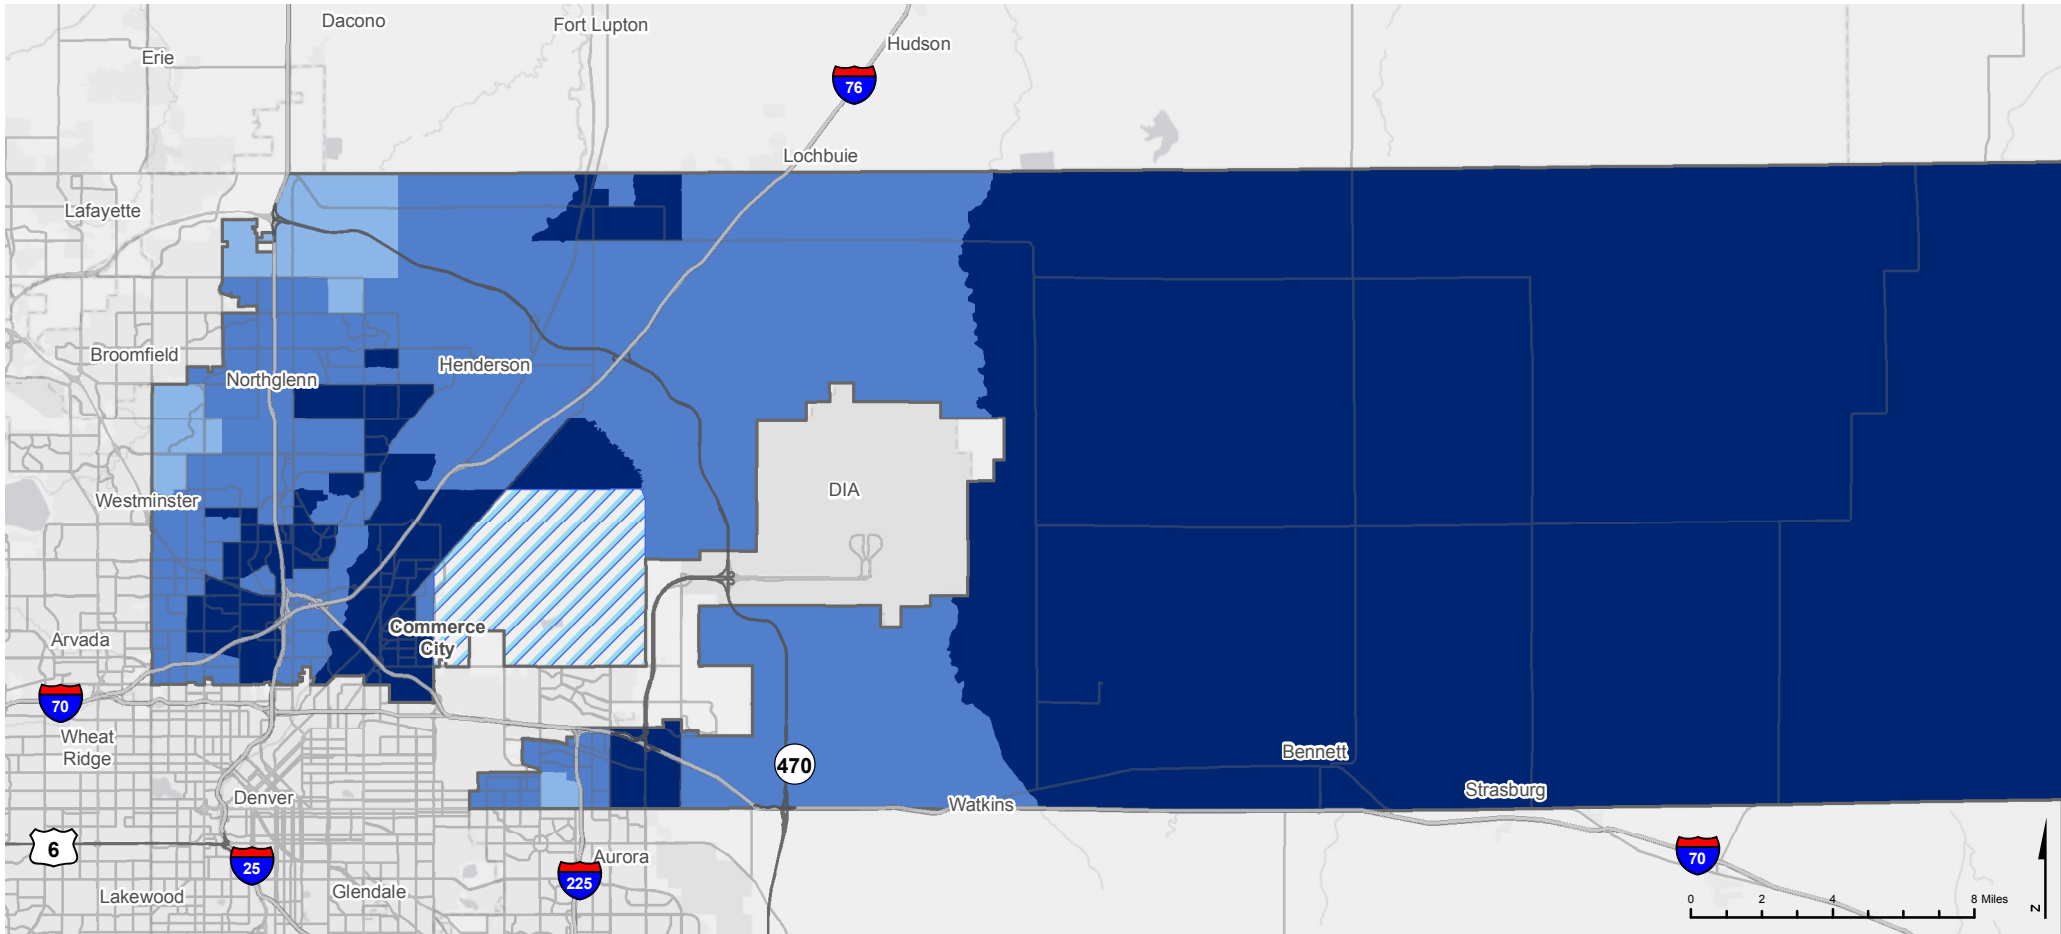 Dacono
Fort Lupton
Hudson
Erie
76
Lochbuie
Lafayette
Broomfield
Henderson
Northglenn
DIA
Westminster
Commerce
City
Arvada
70
Wheat
Ridge
Bennett
470
Strasburg
Denver
Watkins
6
25
Aurora
225
70
Lakewood
Glendale
0 2 4 8 Miles
N